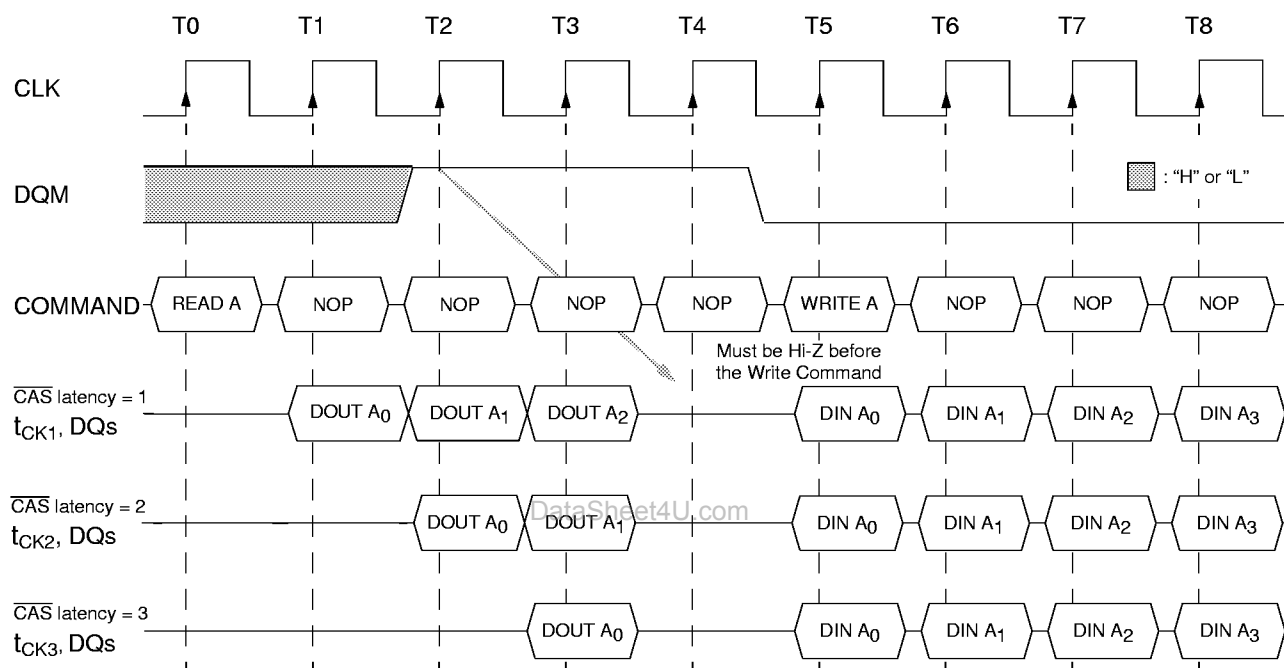 T0 T1 T2 T3 T4 T5 T6 T7 T8
CLK
DQM
: “H” or “L”
COMMAND READ A NOP NOP NOP NOP WRITE A NOP NOP NOP
Must be Hi-Z before
the Write Command
CAS latency = 1
tCK1, DQs DOUT A0 DOUT A1 DOUT A2 DIN A0 DIN A1 DIN A2 DIN A3
CAS latency = 2
tCK2, DQs DOUT A0 DOUT A1 DIN A0 DIN A1 DIN A2 DIN A3
DataSheet4U.com
CAS latency = 3
tCK3, DQs DOUT A0 DIN A0 DIN A1 DIN A2 DIN A3